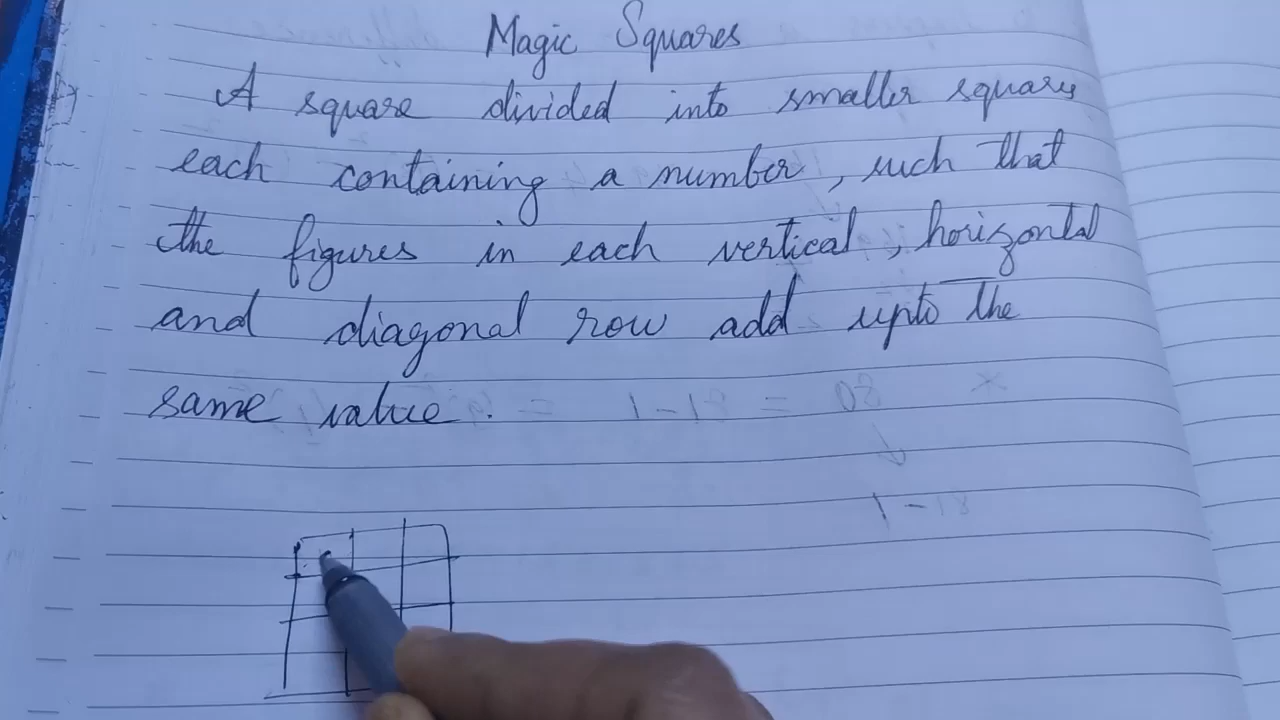 Magic Squares
A square divided into smaller squares
each containing a number, such that
the figures in each vertical, horizontal
and diagonal row add upto the
same value.